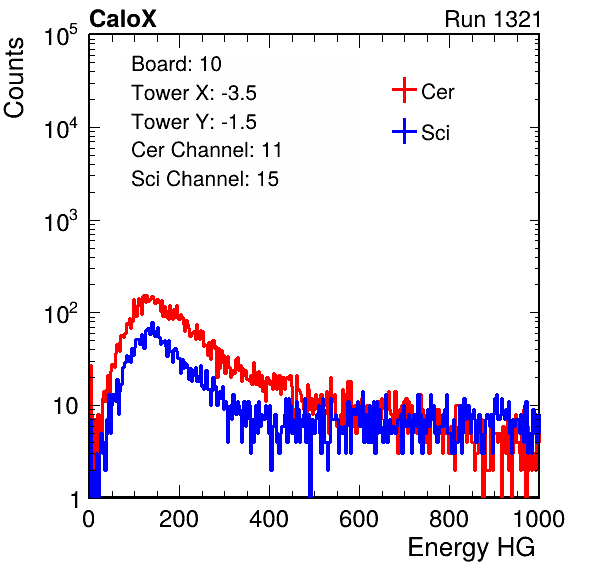 CaloX Run 1321
Counts
Board: 10
Tower X: -3.5
Tower Y: -1.5
Cer Channel: 11
Sci Channel: 15
Cer
Sci
10^5
10^4
10^3
10^2
10
1
0 200 400 600 800 1000
Energy HG